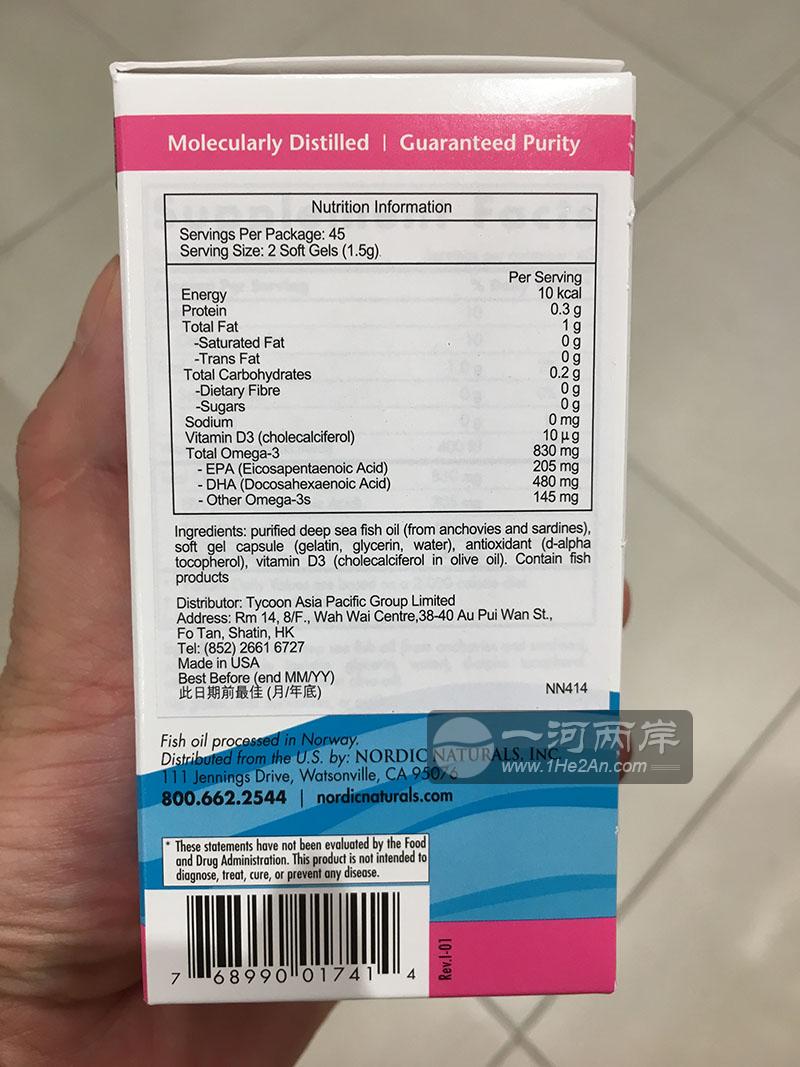 Molecularly Distilled | Guaranteed Purity
Nutrition Information
Servings Per Package: 45
Serving Size: 2 Soft Gels (1.5g)
Per Serving
Energy 10 kcal
Protein 0.3 g
Total Fat 1 g
-Saturated Fat 0 g
-Trans Fat 0 g
Total Carbohydrates 0.2 g
-Dietary Fibre 0 g
-Sugars 0 g
Sodium 0 mg
Vitamin D3 (cholecalciferol) 10 µg
Total Omega-3 830 mg
- EPA (Eicosapentaenoic Acid) 205 mg
- DHA (Docosahexaenoic Acid) 480 mg
- Other Omega-3s 145 mg
Ingredients: purified deep sea fish oil (from anchovies and sardines),
soft gel capsule (gelatin, glycerin, water), antioxidant (d-alpha
tocopherol), vitamin D3 (cholecalciferol in olive oil). Contain fish
products
Distributor: Tycoon Asia Pacific Group Limited
Address: Rm 14, 8/F., Wah Wai Centre,38-40 Au Pui Wan St.,
Fo Tan, Shatin, HK
Tel: (852) 2661 6727
Made in USA
Best Before (end MM/YY)
此日期前最佳 (月/年底)
NN414
Fish oil processed in Norway.
Distributed from the U.S. by: NORDIC NATURALS, INC.
111 Jennings Drive, Watsonville, CA 95076
800.662.2544 | nordicnaturals.com
一河两岸
www.1He2An.com
* These statements have not been evaluated by the Food
and Drug Administration. This product is not intended to
diagnose, treat, cure, or prevent any disease.
7 68990 01741 4
Rev.I-01